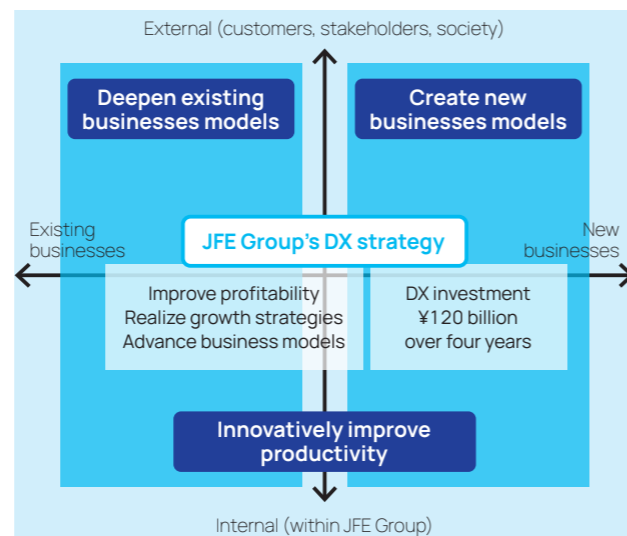 External (customers, stakeholders, society)
Deepen existing
businesses models
Create new
businesses models
Existing
businesses
JFE Group's DX strategy
New
businesses
Improve profitability
Realize growth strategies
Advance business models
DX investment
¥120 billion
over four years
Innovatively improve
productivity
Internal (within JFE Group)